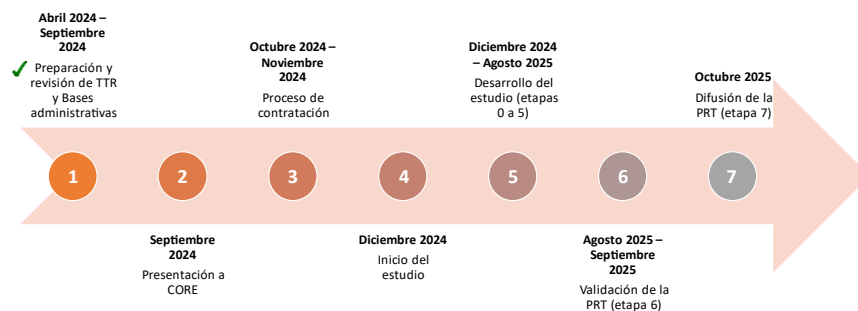 Abril 2024 –
Septiembre
2024
Preparación y
revisión de TTR
y Bases
administrativas
Octubre 2024 –
Noviembre
2024
Proceso de
contratación
Diciembre 2024
– Agosto 2025
Desarrollo del
estudio (etapas
0 a 5)
Octubre 2025
Difusión de la
PRT (etapa 7)
1
2
3
4
5
6
7
Septiembre
2024
Presentación a
CORE
Diciembre 2024
Inicio del
estudio
Agosto 2025 –
Septiembre
2025
Validación de la
PRT (etapa 6)